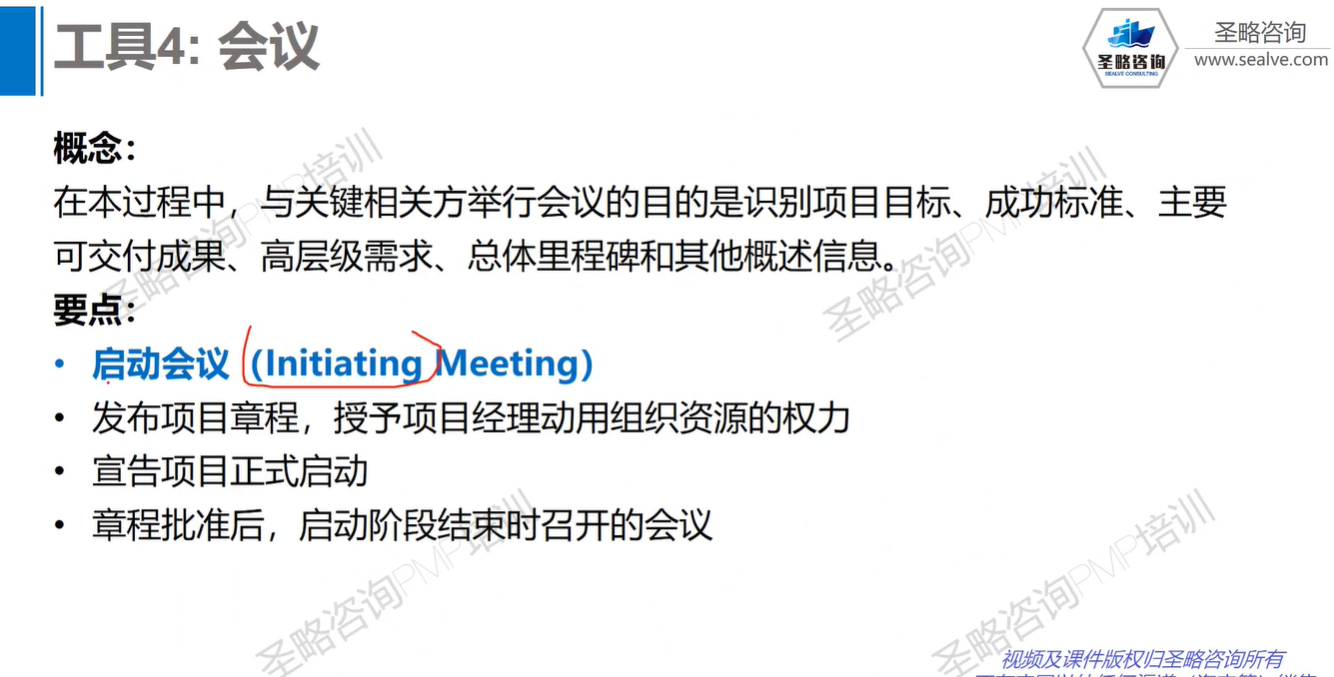 工具4: 会议
圣略咨询
SEALVE CONSULTING
圣略咨询
www.sealve.com
概念：
在本过程中，与关键相关方举行会议的目的是识别项目目标、成功标准、主要
可交付成果、高层级需求、总体里程碑和其他概述信息。
要点：
• 启动会议（Initiating Meeting）
• 发布项目章程，授予项目经理动用组织资源的权力
• 宣告项目正式启动
• 章程批准后，启动阶段结束时召开的会议
圣略咨询PMP培训
圣略咨询PMP培训
圣略咨询PMP培训
圣略咨询PMP培训
视频及课件版权归圣略咨询所有